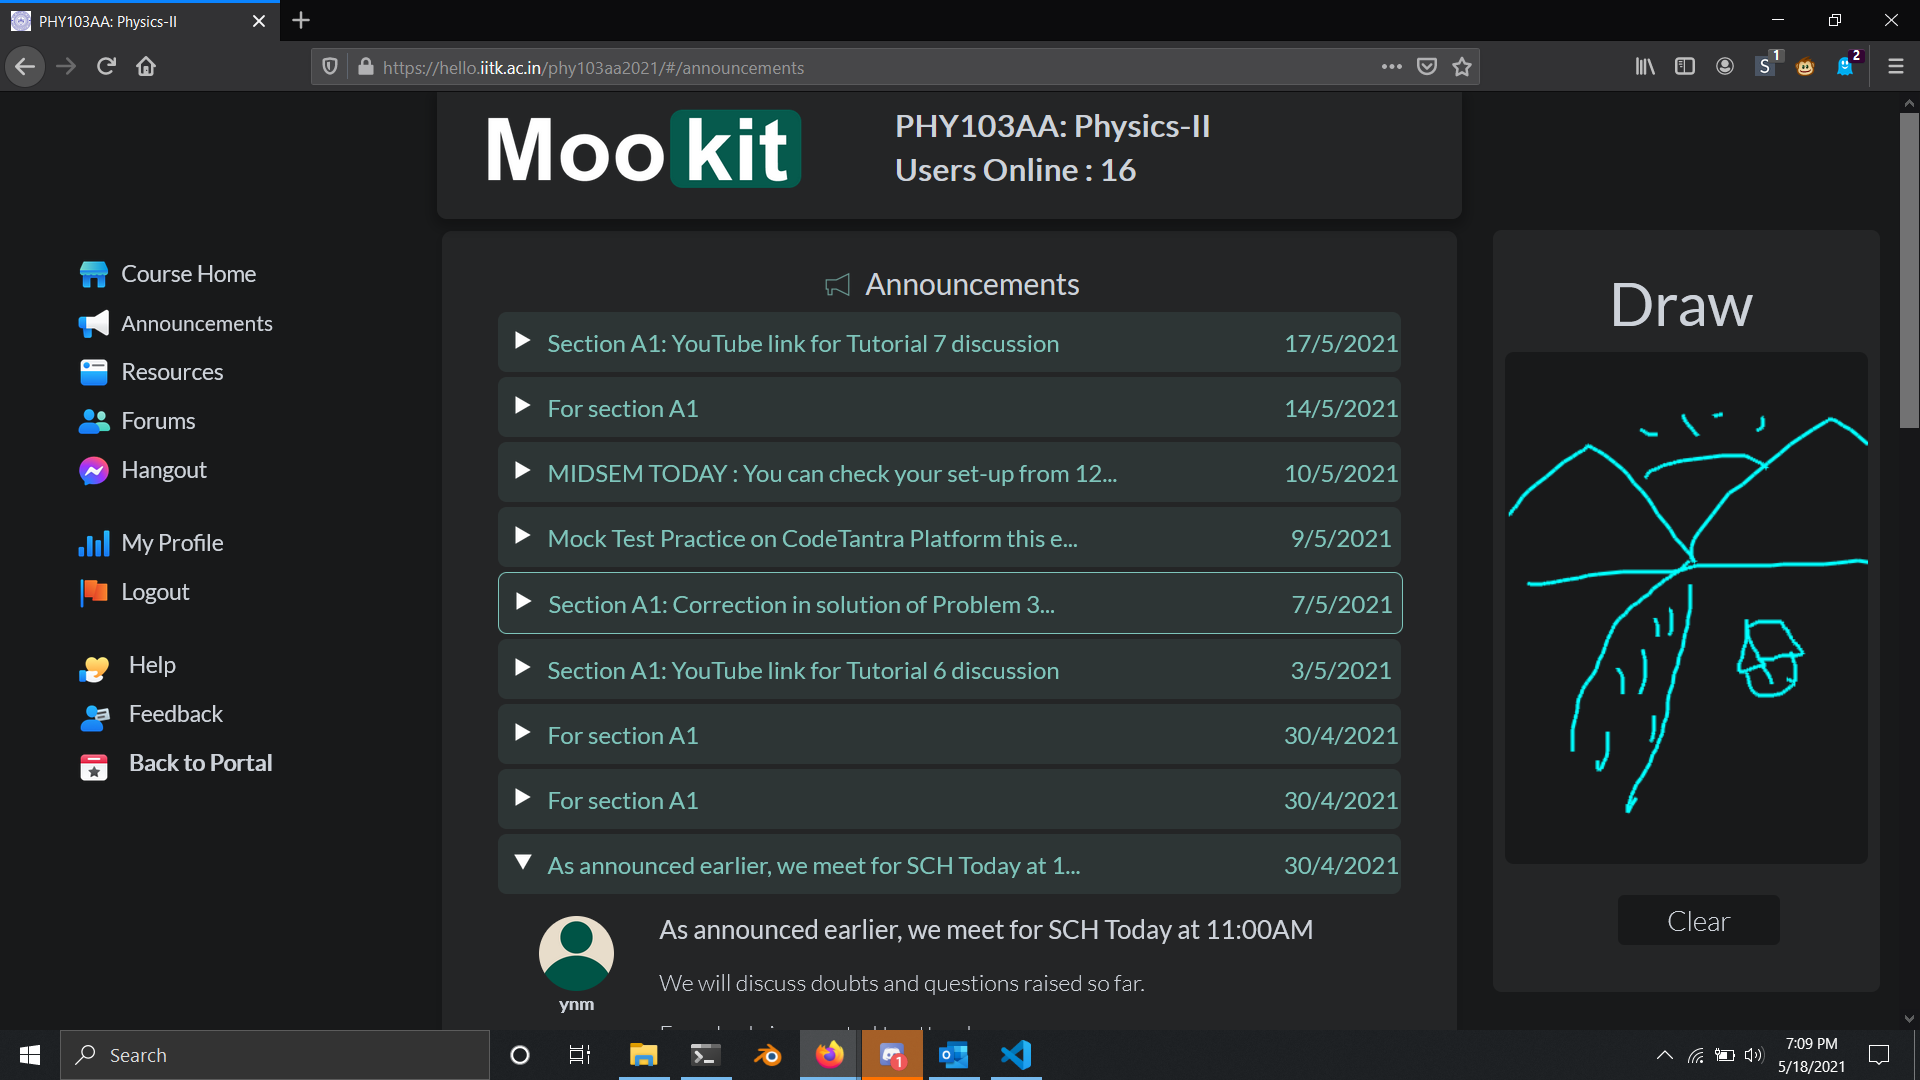 PHY103AA: Physics-II
https://hello.iitk.ac.in/phy103aa2021/#/announcements
S
1
2
Mookit
PHY103AA: Physics-II
Users Online : 16
Course Home
Announcements
Resources
Forums
Hangout
My Profile
Logout
Help
Feedback
Back to Portal
Announcements
Section A1: YouTube link for Tutorial 7 discussion 17/5/2021
For section A1 14/5/2021
MIDSEM TODAY : You can check your set-up from 12... 10/5/2021
Mock Test Practice on CodeTantra Platform this e... 9/5/2021
Section A1: Correction in solution of Problem 3... 7/5/2021
Section A1: YouTube link for Tutorial 6 discussion 3/5/2021
For section A1 30/4/2021
For section A1 30/4/2021
As announced earlier, we meet for SCH Today at 1... 30/4/2021
As announced earlier, we meet for SCH Today at 11:00AM
We will discuss doubts and questions raised so far.
ynm
Draw
Clear
Search
1
7:09 PM
5/18/2021